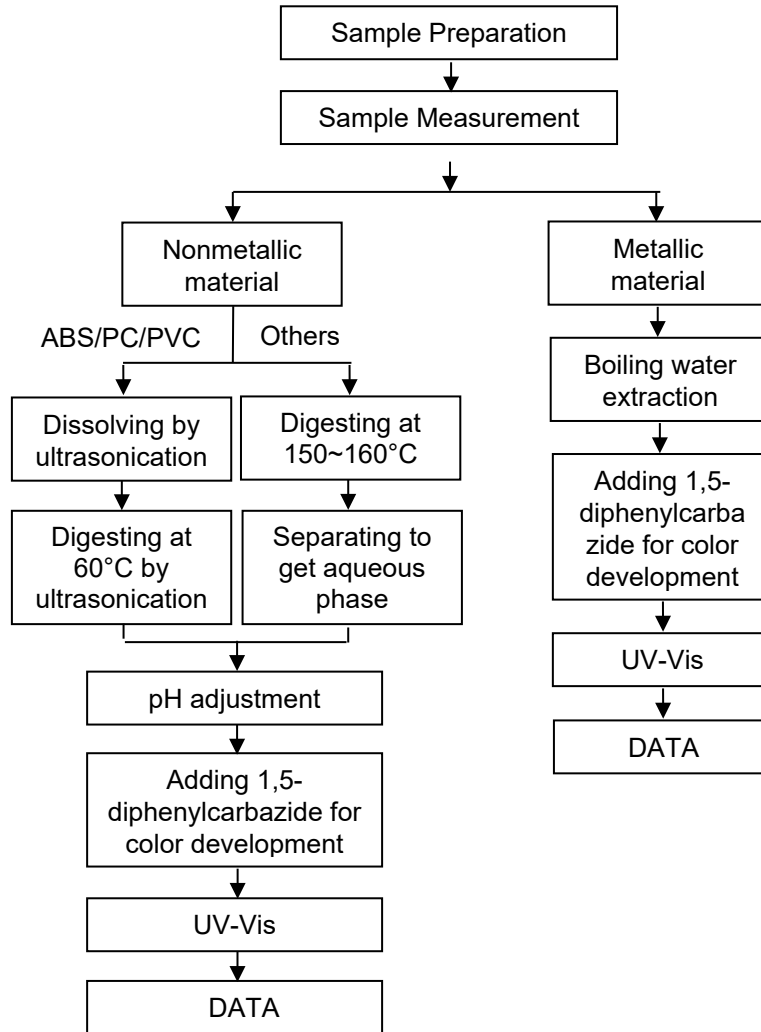 Sample Preparation
Sample Measurement
Nonmetallic
material
ABS/PC/PVC
Others
Dissolving by
ultrasonication
Digesting at
150~160°C
Digesting at
60°C by
ultrasonication
Separating to
get aqueous
phase
pH adjustment
Adding 1,5-
diphenylcarbazide for
color development
UV-Vis
DATA
Metallic
material
Boiling water
extraction
Adding 1,5-
diphenylcarba
zide for color
development
UV-Vis
DATA